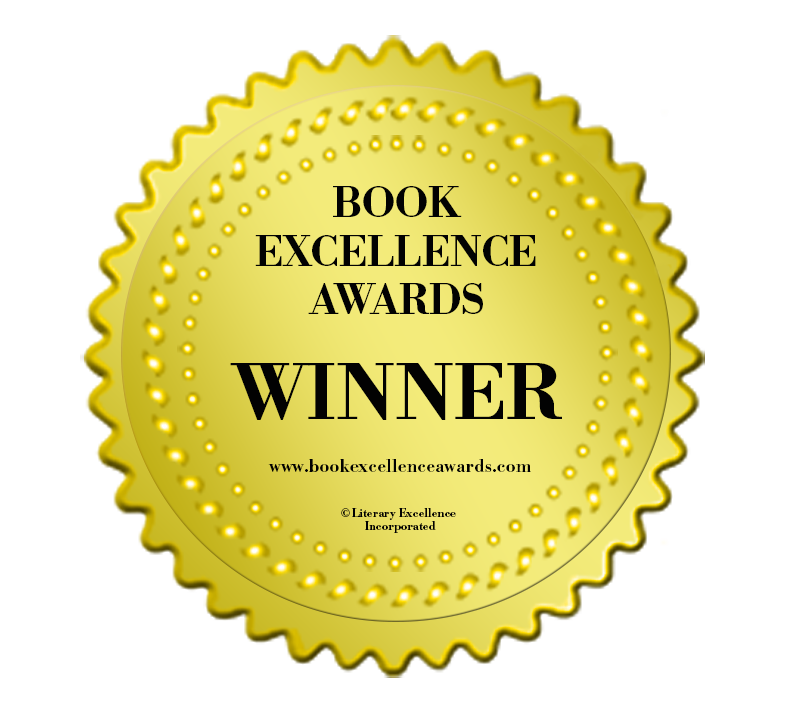 BOOK
EXCELLENCE
AWARDS
WINNER
www.bookexcellenceawards.com
©Literary Excellence
Incorporated